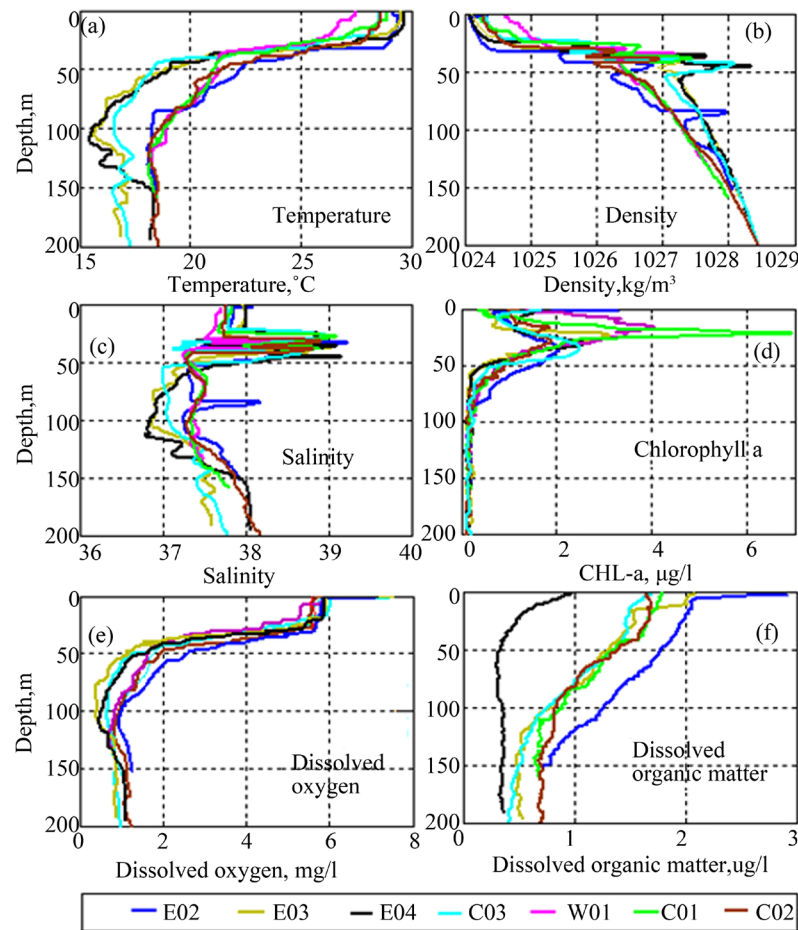 (a)
0
50
100
150
200
Depth,m
Temperature
15 20 25 30
Temperature,˚C
(b)
0
50
100
150
200
Density
1024 1025 1026 1027 1028 1029
Density,kg/m³
(c)
0
50
100
150
200
Depth,m
Salinity
36 37 38 39 40
Salinity
(d)
0
50
100
150
200
Chlorophyll a
0 2 4 6
CHL-a, µg/l
(e)
0
50
100
150
200
Depth,m
Dissolved
oxygen
0 2 4 6 8
Dissolved oxygen, mg/l
(f)
0
50
100
150
200
Dissolved
organic matter
0 1 2 3
Dissolved organic matter,ug/l
E02 E03 E04 C03 W01 C01 C02